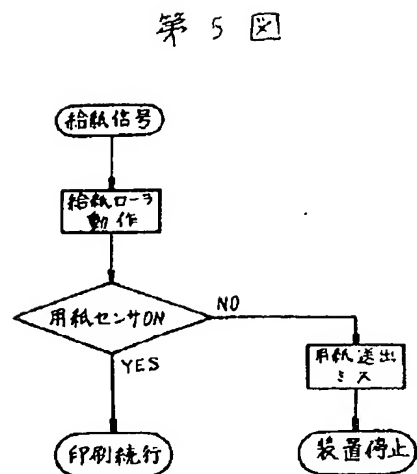 第5図
給紙信号
給紙ローラ
動作
用紙センサON
NO
YES
用紙送出
ミス
印刷続行
装置停止